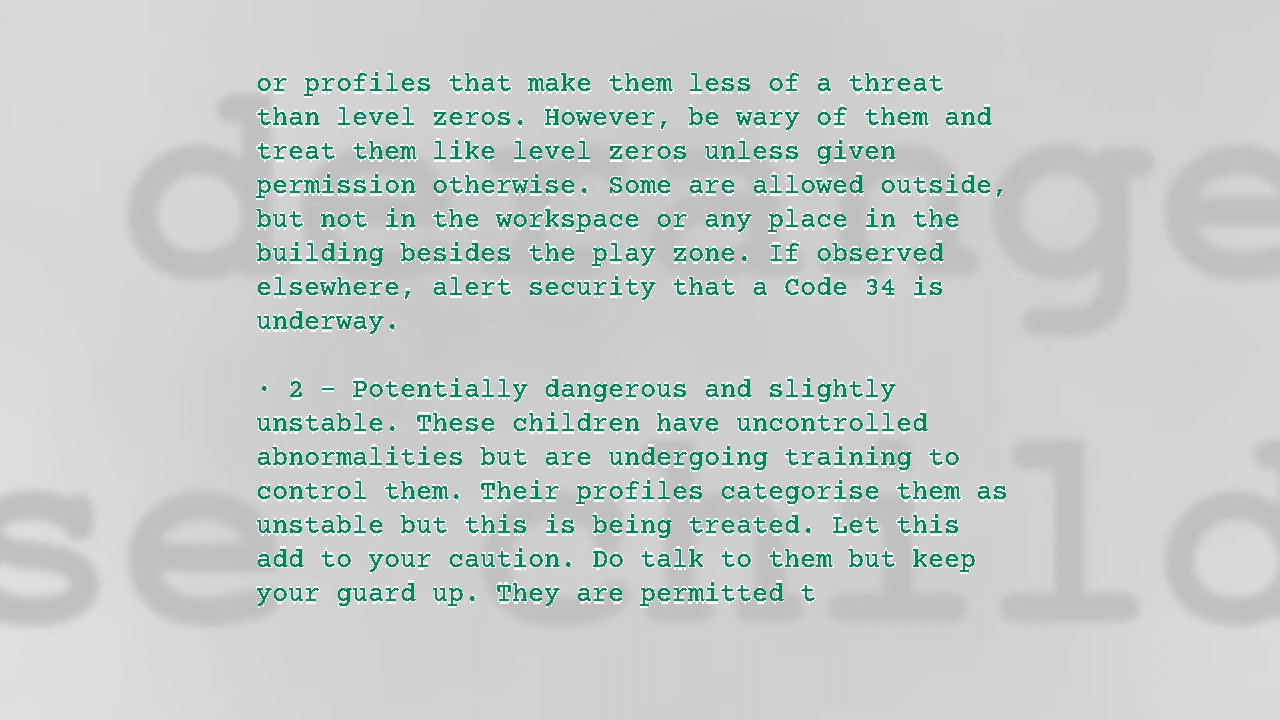 or profiles that make them less of a threat
than level zeros. However, be wary of them and
treat them like level zeros unless given
permission otherwise. Some are allowed outside,
but not in the workspace or any place in the
building besides the play zone. If observed
elsewhere, alert security that a Code 34 is
underway.
· 2 – Potentially dangerous and slightly
unstable. These children have uncontrolled
abnormalities but are undergoing training to
control them. Their profiles categorise them as
unstable but this is being treated. Let this
add to your caution. Do talk to them but keep
your guard up. They are permitted t